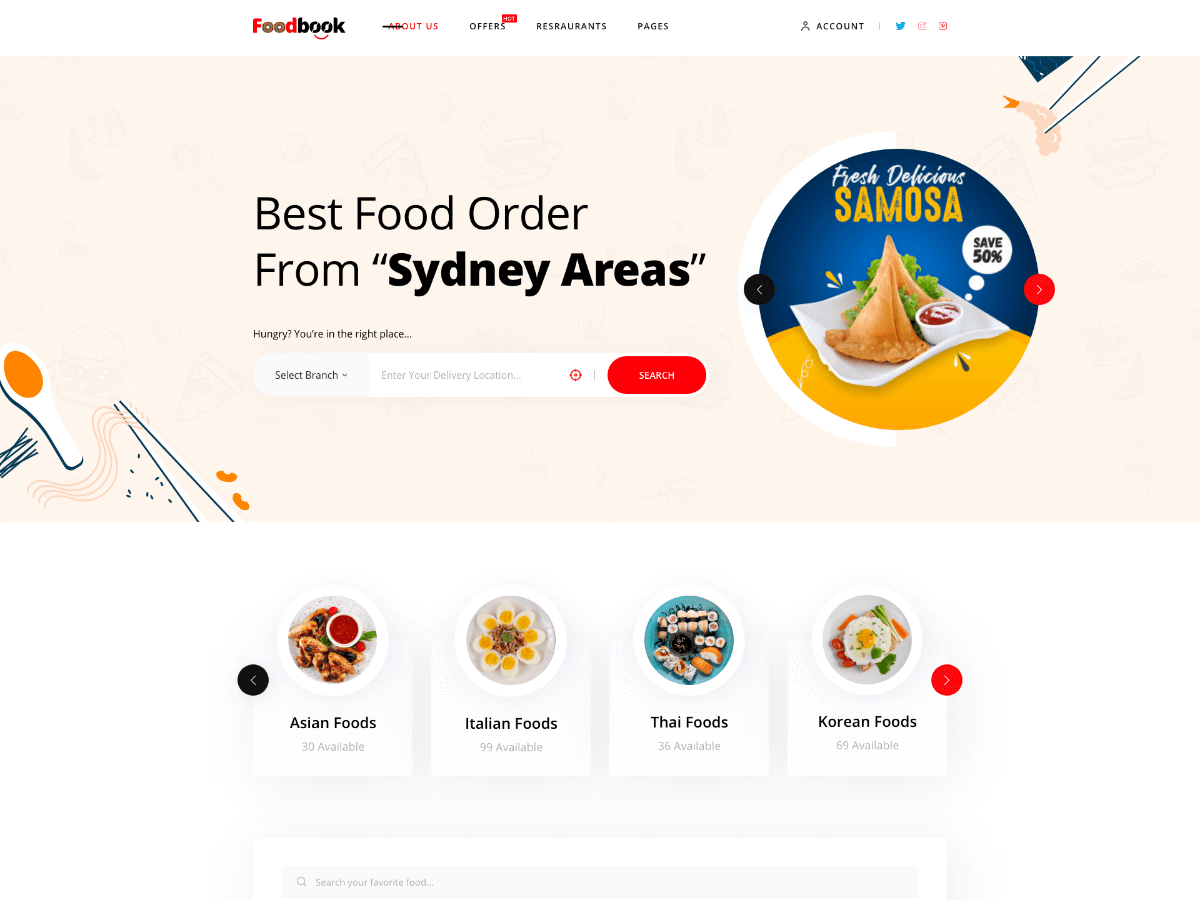 Foodbook
ABOUT US
OFFERS
HOT
RESRAURANTS
PAGES
ACCOUNT
Best Food Order
From “Sydney Areas”
Hungry? You’re in the right place...
Select Branch
Enter Your Delivery Location...
SEARCH
Fresh Delicious
SAMOSA
SAVE
50%
Asian Foods
30 Available
Italian Foods
99 Available
Thai Foods
36 Available
Korean Foods
69 Available
Search your favorite food...